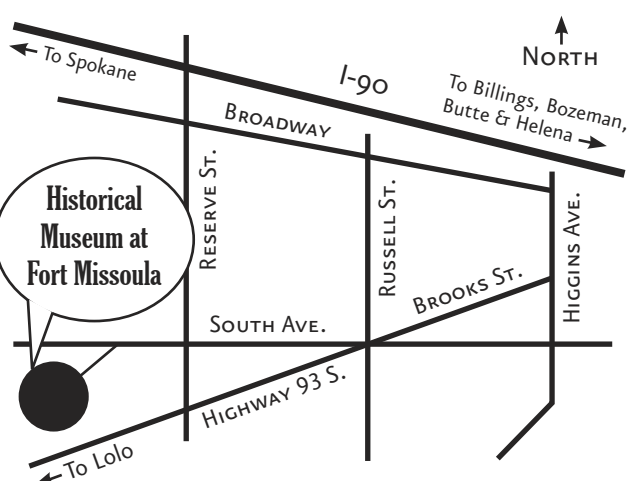 NORTH
To Spokane
I-90
To Billings, Bozeman,
Butte & Helena
BROADWAY
Historical
Museum at
Fort Missoula
RESERVE ST.
RUSSELL ST.
HIGGINS AVE.
BROOKS ST.
SOUTH AVE.
HIGHWAY 93 S.
To Lolo